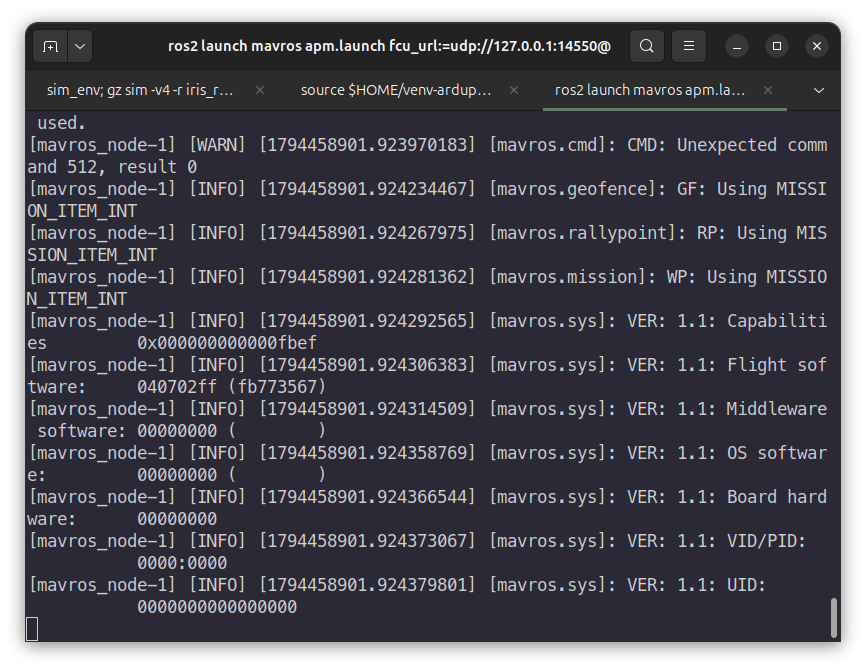 ros2 launch mavros apm.launch fcu_url:=udp://127.0.0.1:14550@
sim_env; gz sim -v4 -r iris_r... × source $HOME/venv-ardup... × ros2 launch mavros apm.la... ×
 used.
[mavros_node-1] [WARN] [1794458901.923970183] [mavros.cmd]: CMD: Unexpected comm
and 512, result 0
[mavros_node-1] [INFO] [1794458901.924234467] [mavros.geofence]: GF: Using MISSI
ON_ITEM_INT
[mavros_node-1] [INFO] [1794458901.924267975] [mavros.rallypoint]: RP: Using MIS
SION_ITEM_INT
[mavros_node-1] [INFO] [1794458901.924281362] [mavros.mission]: WP: Using MISSIO
N_ITEM_INT
[mavros_node-1] [INFO] [1794458901.924292565] [mavros.sys]: VER: 1.1: Capabiliti
es         0x000000000000fbef
[mavros_node-1] [INFO] [1794458901.924306383] [mavros.sys]: VER: 1.1: Flight sof
tware:     040702ff (fb773567)
[mavros_node-1] [INFO] [1794458901.924314509] [mavros.sys]: VER: 1.1: Middleware
 software: 00000000 (        )
[mavros_node-1] [INFO] [1794458901.924358769] [mavros.sys]: VER: 1.1: OS softwar
e:         00000000 (        )
[mavros_node-1] [INFO] [1794458901.924366544] [mavros.sys]: VER: 1.1: Board hard
ware:      00000000
[mavros_node-1] [INFO] [1794458901.924373067] [mavros.sys]: VER: 1.1: VID/PID:
           0000:0000
[mavros_node-1] [INFO] [1794458901.924379801] [mavros.sys]: VER: 1.1: UID:
           0000000000000000